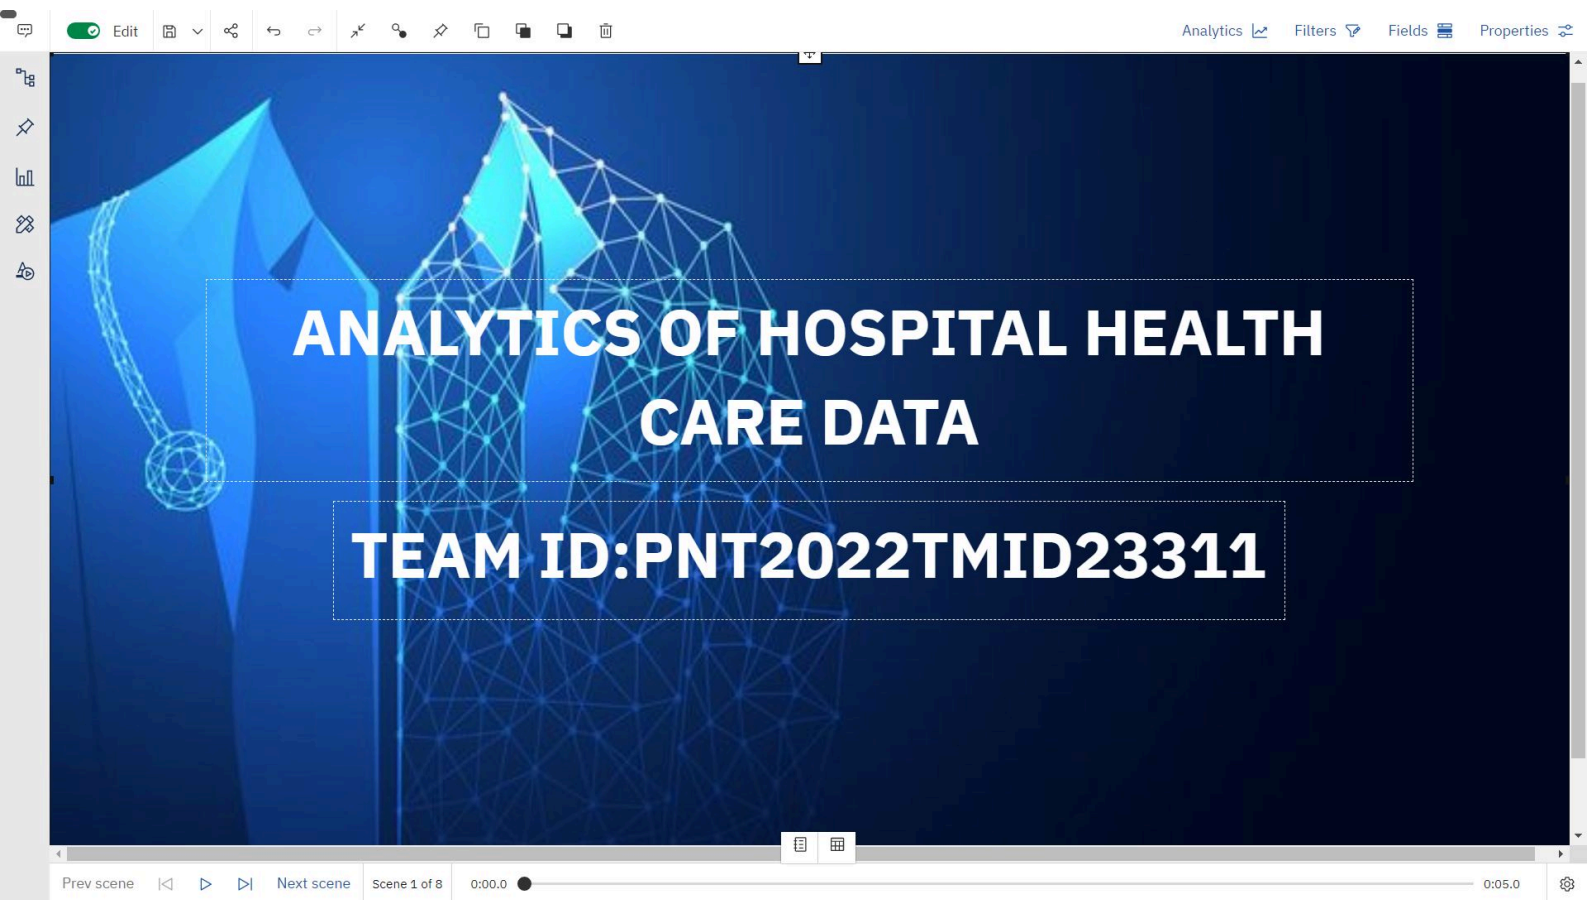 Edit
Analytics
Filters
Fields
Properties
ANALYTICS OF HOSPITAL HEALTH
CARE DATA
TEAM ID:PNT2022TMID23311
Prev scene
Next scene
Scene 1 of 8
0:00.0
0:05.0